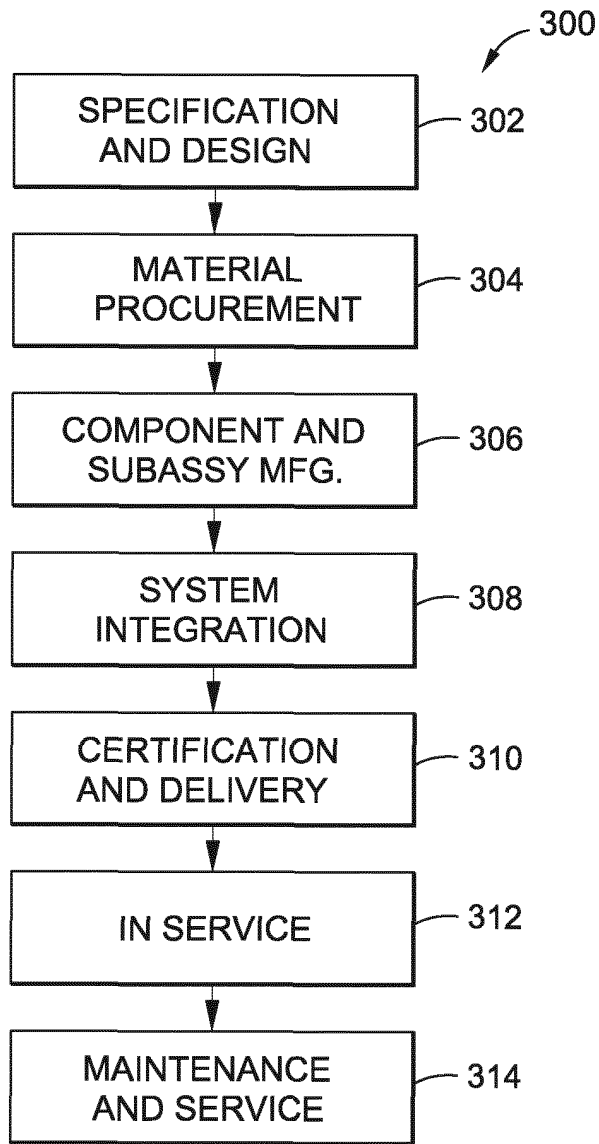 300
SPECIFICATION
AND DESIGN
302
MATERIAL
PROCUREMENT
304
COMPONENT AND
SUBASSY MFG.
306
SYSTEM
INTEGRATION
308
CERTIFICATION
AND DELIVERY
310
IN SERVICE
312
MAINTENANCE
AND SERVICE
314